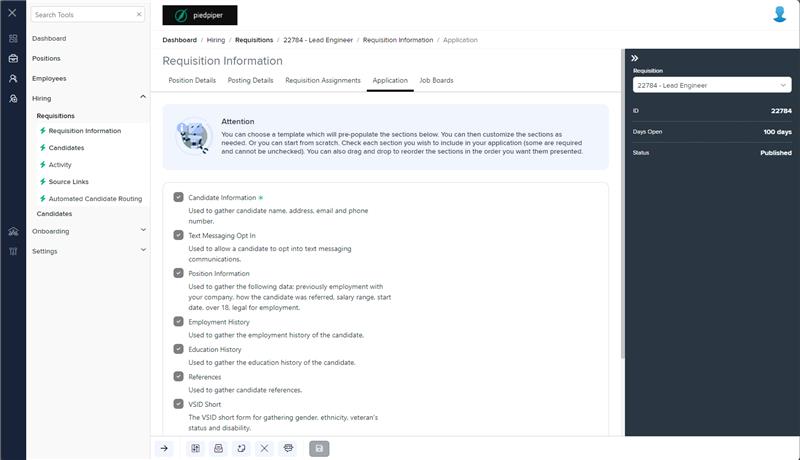 Search Tools
Dashboard
Positions
Employees
Hiring
Requisitions
Requisition Information
Candidates
Activity
Source Links
Automated Candidate Routing
Candidates
Onboarding
Settings
piedpiper
Dashboard / Hiring / Requisitions / 22784 - Lead Engineer / Requisition Information / Application
Requisition Information
Position Details Posting Details Requisition Assignments Application Job Boards
Attention
You can choose a template which will pre-populate the sections below. You can then customize the sections as
needed. Or you can start from scratch. Check each section you wish to include in your application (some are required
and cannot be unchecked). You can also drag and drop to reorder the sections in the order you want them presented.
Candidate Information *
Used to gather candidate name, address, email and phone
number.
Text Messaging Opt In
Used to allow a candidate to opt into text messaging
communications.
Position Information
Used to gather the following data: previously employment with
your company, how the candidate was referred, salary range, start
date, over 18, legal for employment.
Employment History
Used to gather the employment history of the candidate.
Education History
Used to gather the education history of the candidate.
References
Used to gather candidate references.
VSID Short
The VSID short form for gathering gender, ethnicity, veteran's
status and disability.
Requisition
22784 - Lead Engineer
ID 22784
Days Open 100 days
Status Published